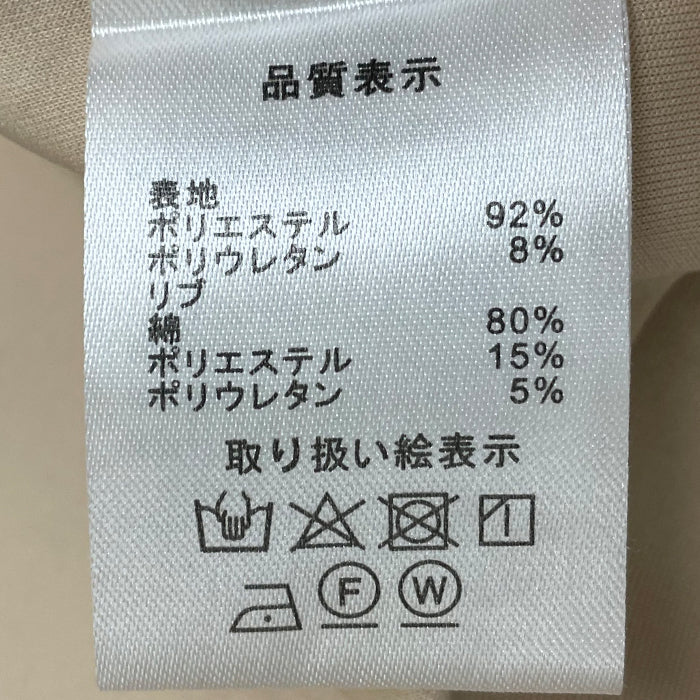 品質表示
表地
ポリエステル 92%
ポリウレタン 8%
リブ
綿 80%
ポリエステル 15%
ポリウレタン 5%
取り扱い絵表示
F W